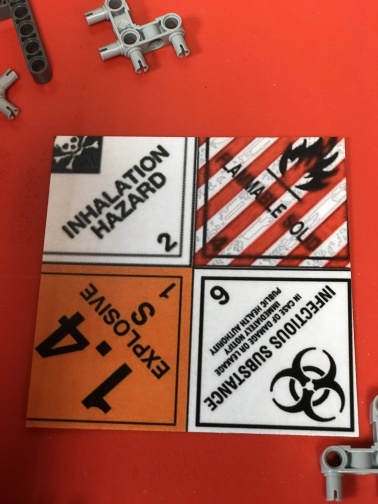 INHALATION
HAZARD
2
FLAMMABLE SOLID
4
EXPLOSIVE
1.4
S
1
INFECTIOUS SUBSTANCE
IN CASE OF DAMAGE OR LEAKAGE
IMMEDIATELY NOTIFY
PUBLIC HEALTH AUTHORITY
6